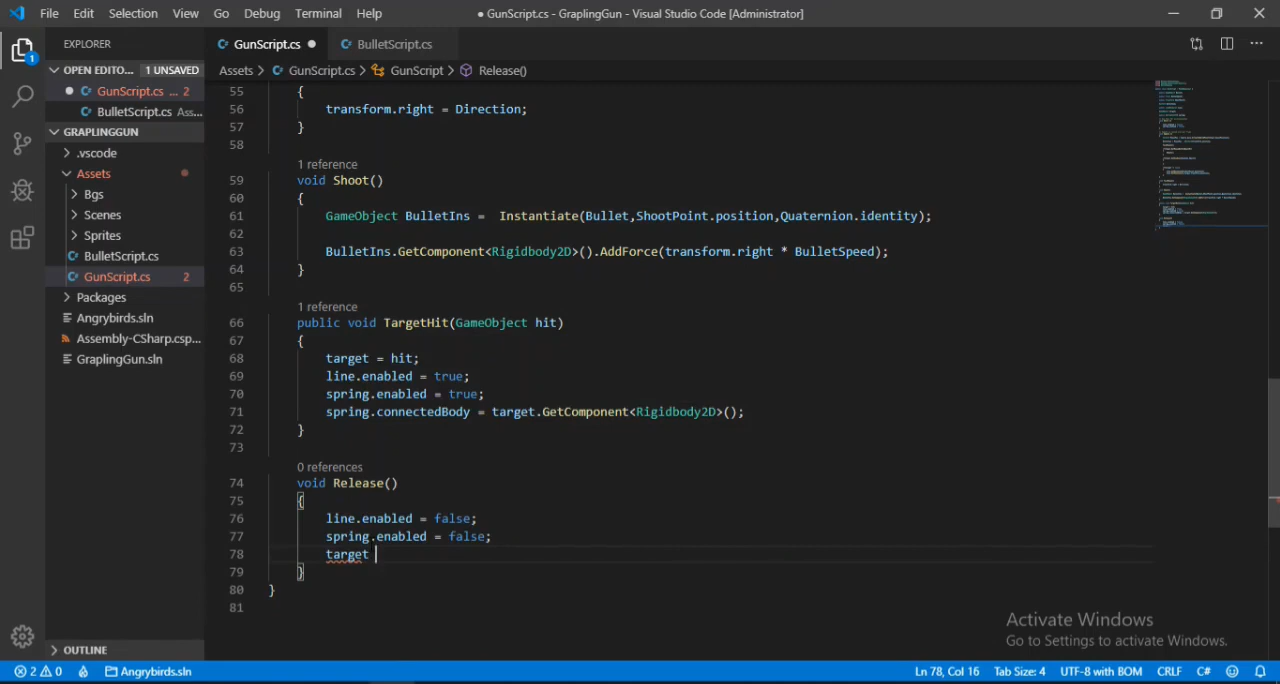 File Edit Selection View Go Debug Terminal Help ● GunScript.cs - GraplingGun - Visual Studio Code [Administrator]
EXPLORER
GunScript.cs ● BulletScript.cs
OPEN EDITO... 1 UNSAVED
Assets > GunScript.cs > GunScript > Release()
● GunScript.cs ... 2
BulletScript.cs Ass...
GRAPLINGGUN
.vscode
Assets
Bgs
Scenes
Sprites
BulletScript.cs
GunScript.cs 2
Packages
Angrybirds.sln
Assembly-CSharp.csp...
GraplingGun.sln
OUTLINE
1
55 {
56 transform.right = Direction;
57 }
58
1 reference
59 void Shoot()
60 {
61 GameObject BulletIns = Instantiate(Bullet,ShootPoint.position,Quaternion.identity);
62
63 BulletIns.GetComponent<Rigidbody2D>().AddForce(transform.right * BulletSpeed);
64 }
65
1 reference
66 public void TargetHit(GameObject hit)
67 {
68 target = hit;
69 line.enabled = true;
70 spring.enabled = true;
71 spring.connectedBody = target.GetComponent<Rigidbody2D>();
72 }
73
0 references
74 void Release()
75 {
76 line.enabled = false;
77 spring.enabled = false;
78 target
79 }
80 }
81
Activate Windows
Go to Settings to activate Windows.
2 0 Angrybirds.sln Ln 78, Col 16 Tab Size: 4 UTF-8 with BOM CRLF C#